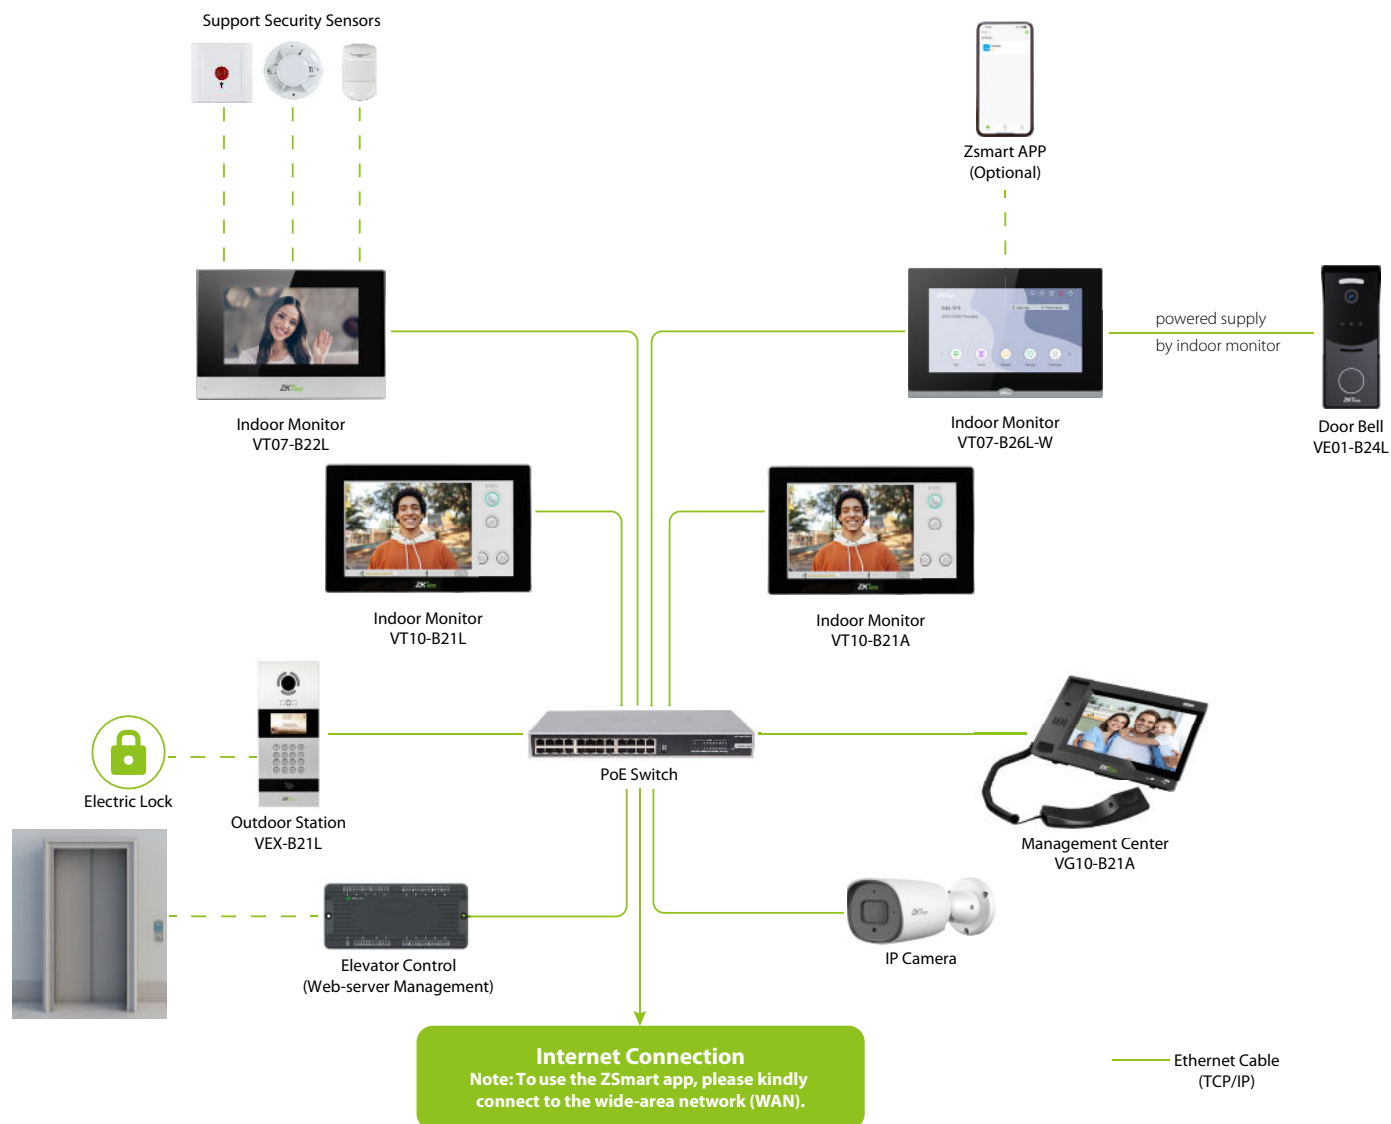 Support Security Sensors
Zsmart APP
(Optional)
powered supply
by indoor monitor
Indoor Monitor
VT07-B22L
Indoor Monitor
VT07-B26L-W
Door Bell
VE01-B24L
Indoor Monitor
VT10-B21L
Indoor Monitor
VT10-B21A
PoE Switch
Electric Lock
Outdoor Station
VEX-B21L
Management Center
VG10-B21A
Elevator Control
(Web-server Management)
IP Camera
Internet Connection
Note: To use the ZSmart app, please kindly
connect to the wide-area network (WAN).
Ethernet Cable
(TCP/IP)